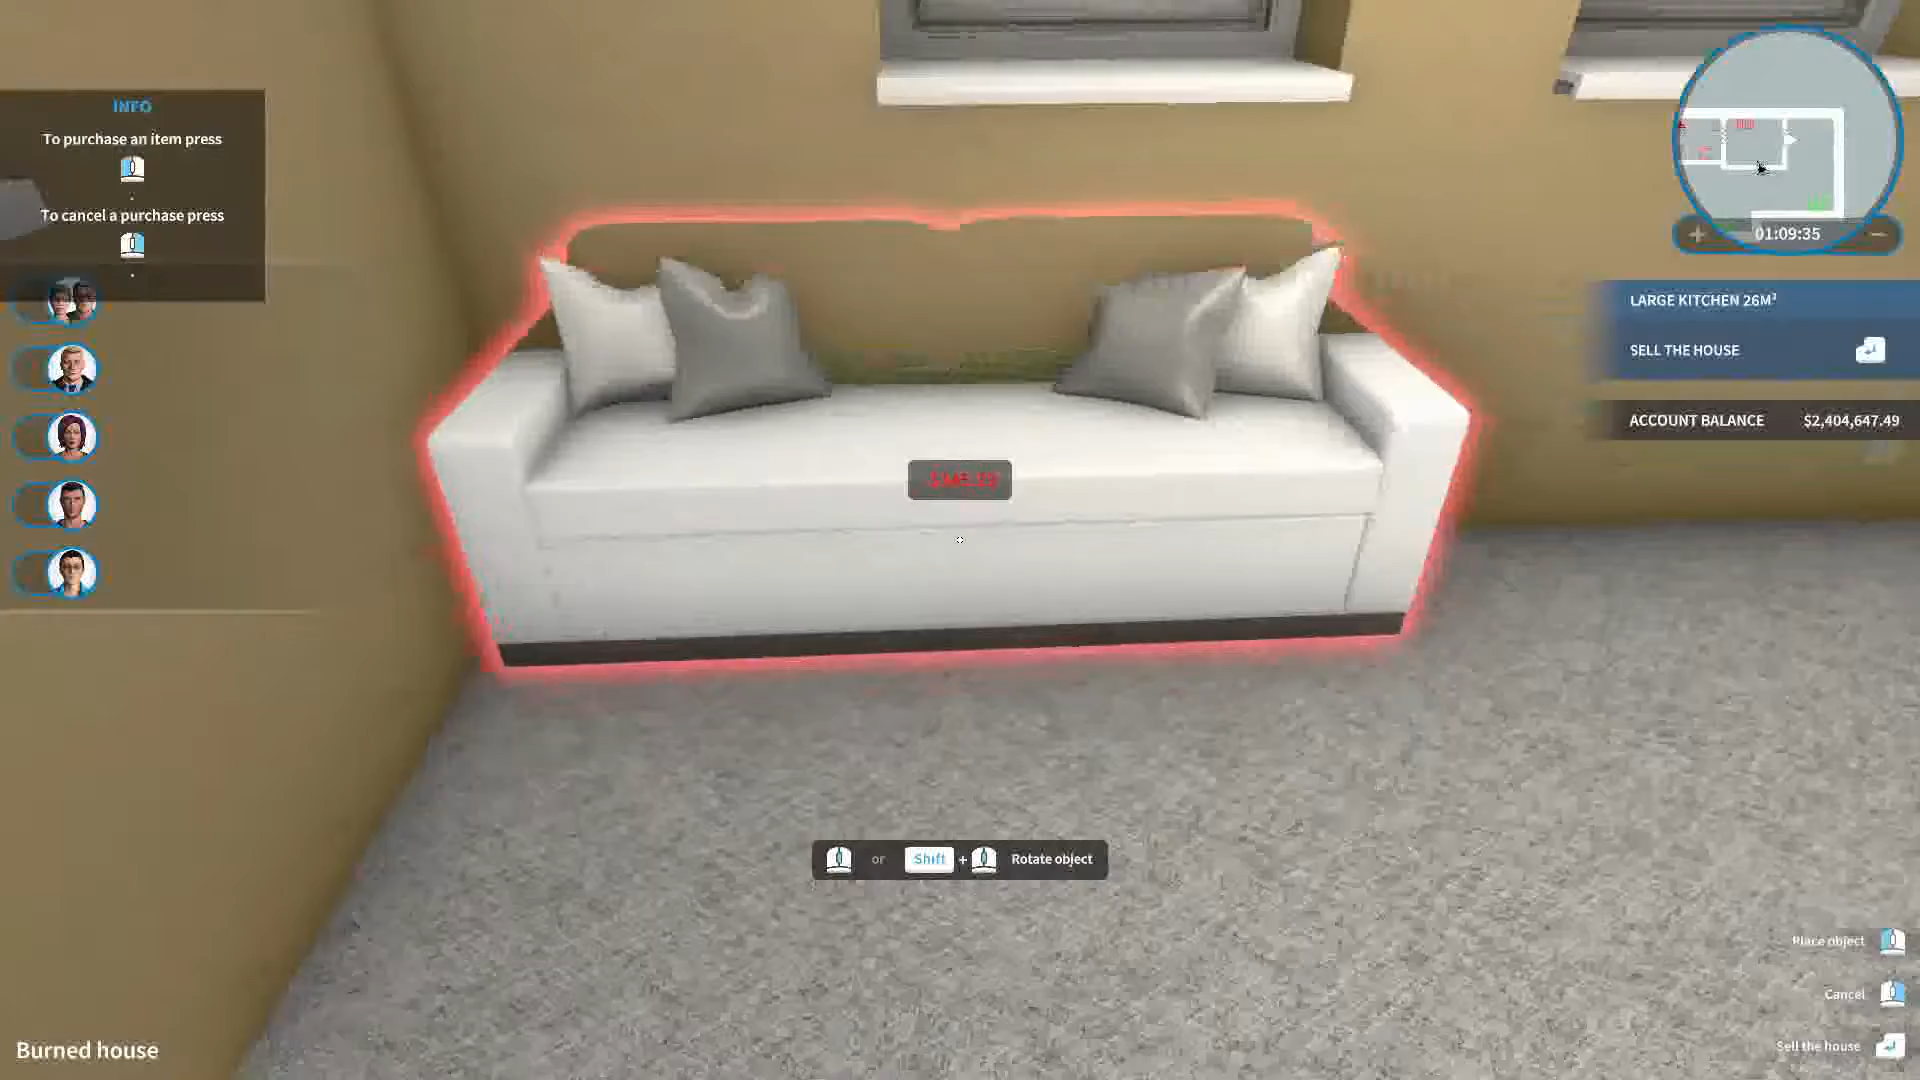 INFO
To purchase an item press
.
To cancel a purchase press
.
01:09:35
LARGE KITCHEN 26M²
SELL THE HOUSE
ACCOUNT BALANCE $2,404,647.49
or Shift + Rotate object
Place object
Cancel
Sell the house
Burned house